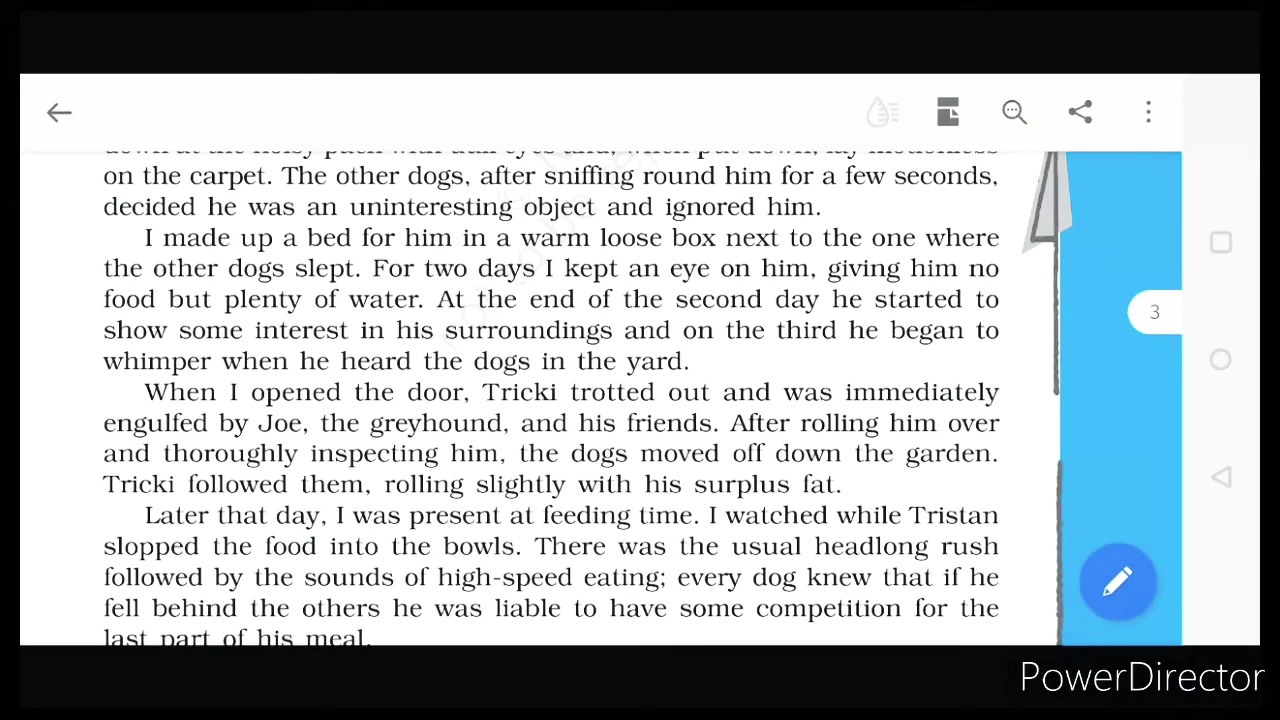 on the carpet. The other dogs, after sniffing round him for a few seconds,
decided he was an uninteresting object and ignored him.
I made up a bed for him in a warm loose box next to the one where
the other dogs slept. For two days I kept an eye on him, giving him no
food but plenty of water. At the end of the second day he started to
show some interest in his surroundings and on the third he began to
whimper when he heard the dogs in the yard.
When I opened the door, Tricki trotted out and was immediately
engulfed by Joe, the greyhound, and his friends. After rolling him over
and thoroughly inspecting him, the dogs moved off down the garden.
Tricki followed them, rolling slightly with his surplus fat.
Later that day, I was present at feeding time. I watched while Tristan
slopped the food into the bowls. There was the usual headlong rush
followed by the sounds of high-speed eating; every dog knew that if he
fell behind the others he was liable to have some competition for the
last part of his meal.
3
PowerDirector